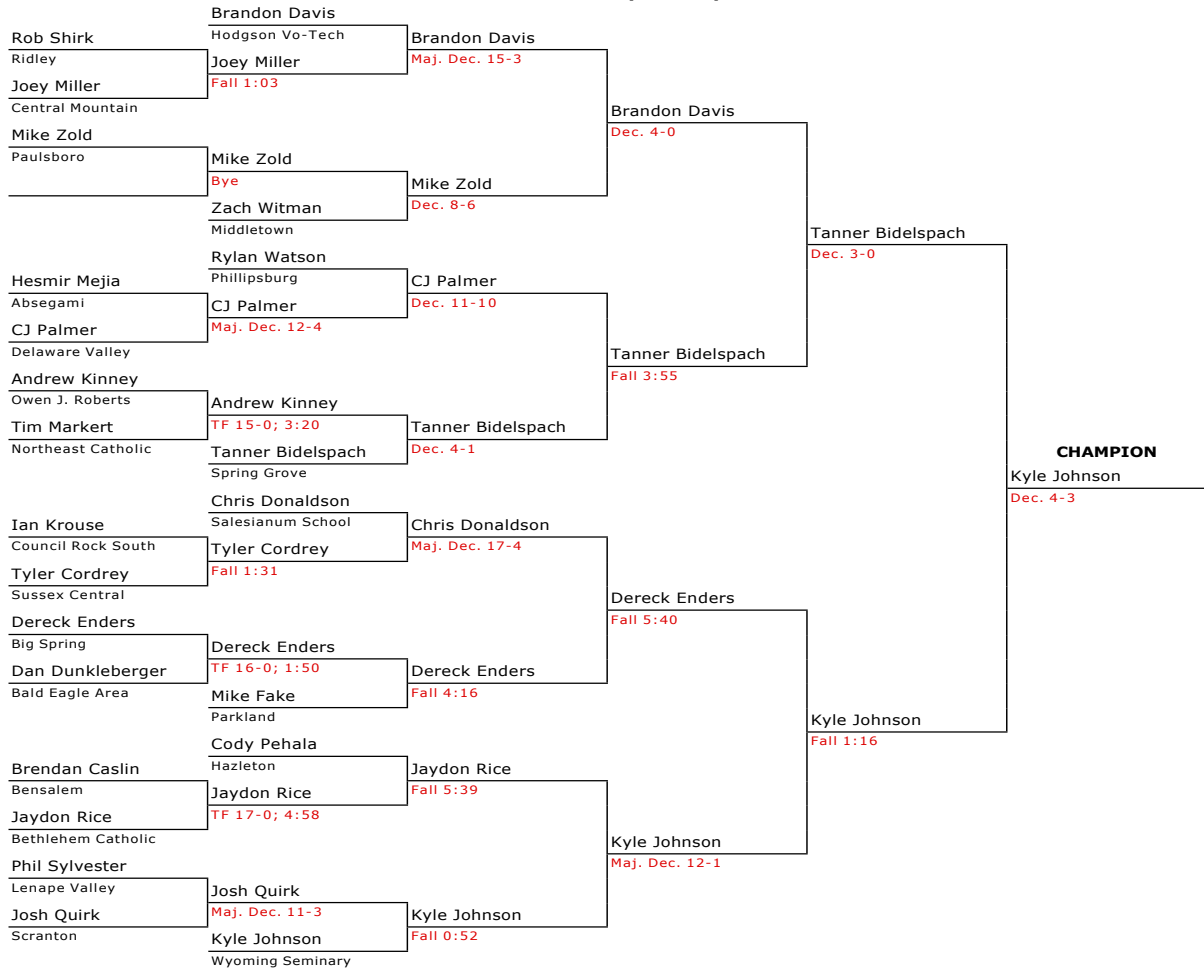 Brandon Davis
Rob Shirk
Hodgson Vo-Tech
Brandon Davis
Ridley
Joey Miller
Maj. Dec. 15-3
Joey Miller
Fall 1:03
Central Mountain
Brandon Davis
Mike Zold
Dec. 4-0
Paulsboro
Mike Zold
Bye
Mike Zold
Zach Witman
Dec. 8-6
Middletown
Tanner Bidelspach
Dec. 3-0
Rylan Watson
Hesmir Mejia
Phillipsburg
CJ Palmer
Absegami
CJ Palmer
Dec. 11-10
CJ Palmer
Maj. Dec. 12-4
Delaware Valley
Tanner Bidelspach
Fall 3:55
Andrew Kinney
Owen J. Roberts
Andrew Kinney
Tim Markert
TF 15-0; 3:20
Tanner Bidelspach
Northeast Catholic
Tanner Bidelspach
Dec. 4-1
Spring Grove
CHAMPION
Kyle Johnson
Dec. 4-3
Chris Donaldson
Ian Krouse
Salesianum School
Chris Donaldson
Council Rock South
Tyler Cordrey
Maj. Dec. 17-4
Tyler Cordrey
Fall 1:31
Sussex Central
Dereck Enders
Dereck Enders
Fall 5:40
Big Spring
Dereck Enders
Dan Dunkleberger
TF 16-0; 1:50
Dereck Enders
Bald Eagle Area
Mike Fake
Fall 4:16
Parkland
Kyle Johnson
Fall 1:16
Cody Pehala
Brendan Caslin
Hazleton
Jaydon Rice
Bensalem
Jaydon Rice
Fall 5:39
Jaydon Rice
TF 17-0; 4:58
Bethlehem Catholic
Kyle Johnson
Maj. Dec. 12-1
Phil Sylvester
Lenape Valley
Josh Quirk
Josh Quirk
Maj. Dec. 11-3
Kyle Johnson
Scranton
Kyle Johnson
Fall 0:52
Wyoming Seminary